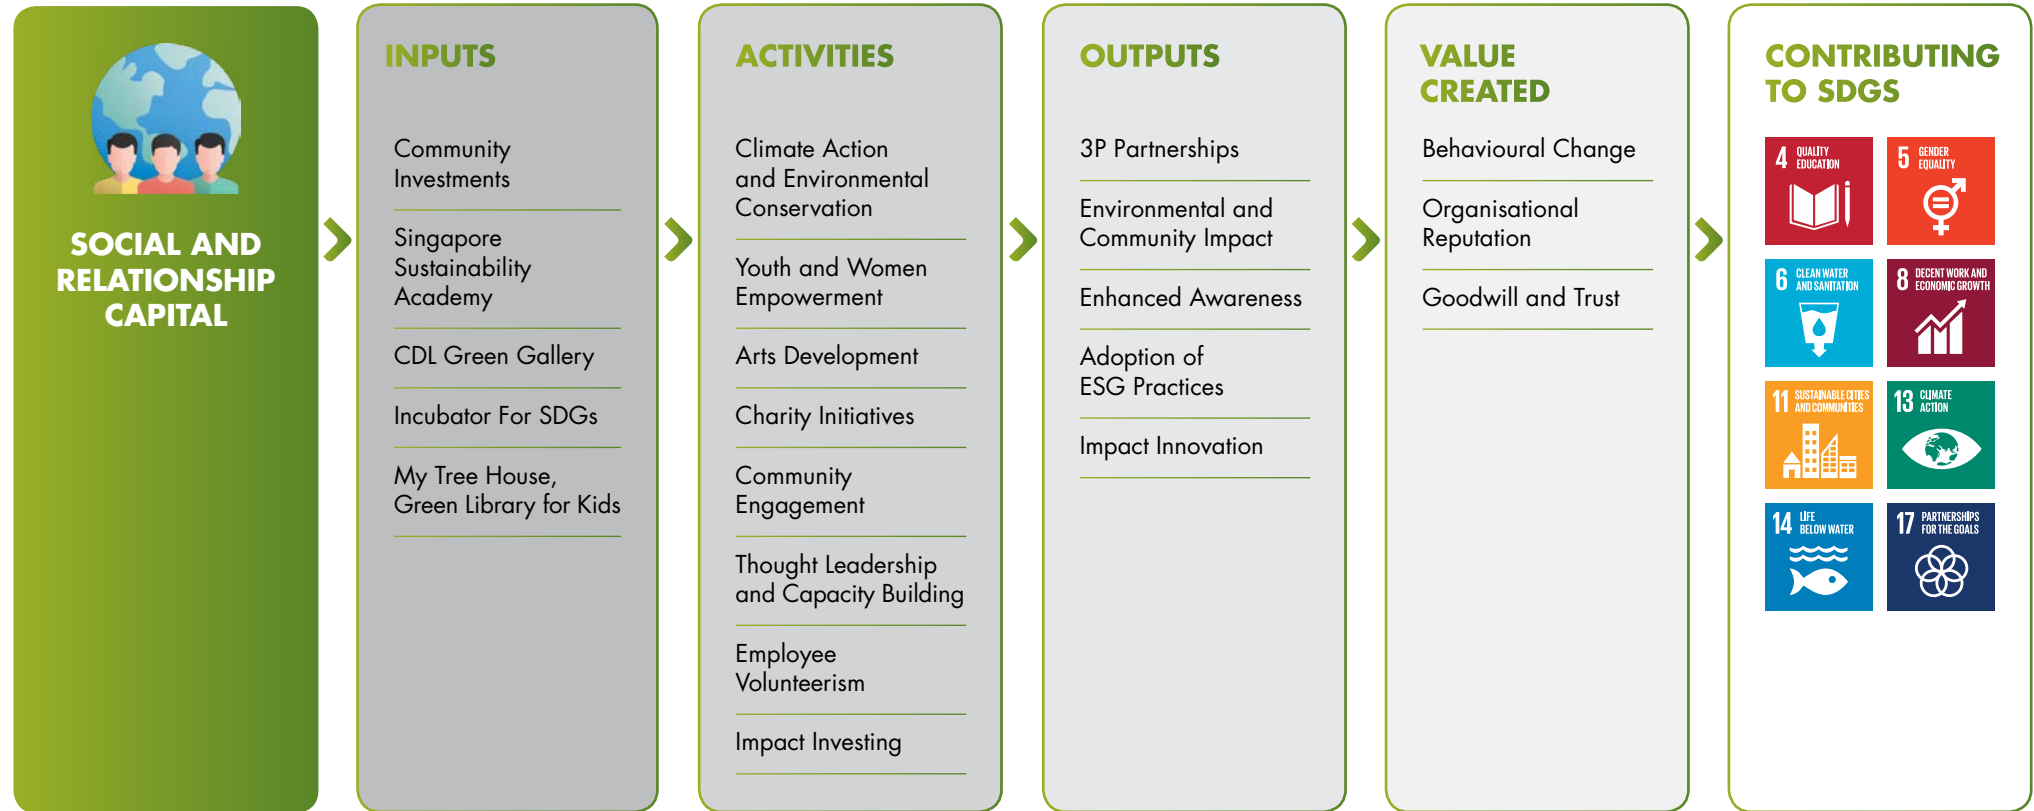 SOCIAL AND
RELATIONSHIP
CAPITAL
INPUTS
Community
Investments
Singapore
Sustainability
Academy
CDL Green Gallery
Incubator For SDGs
My Tree House,
Green Library for Kids
ACTIVITIES
Climate Action
and Environmental
Conservation
Youth and Women
Empowerment
Arts Development
Charity Initiatives
Community
Engagement
Thought Leadership
and Capacity Building
Employee
Volunteerism
Impact Investing
OUTPUTS
3P Partnerships
Environmental and
Community Impact
Enhanced Awareness
Adoption of
ESG Practices
Impact Innovation
VALUE
CREATED
Behavioural Change
Organisational
Reputation
Goodwill and Trust
CONTRIBUTING
TO SDGS
4 QUALITY
EDUCATION
5 GENDER
EQUALITY
6 CLEAN WATER
AND SANITATION
8 DECENT WORK AND
ECONOMIC GROWTH
11 SUSTAINABLE CITIES
AND COMMUNITIES
13 CLIMATE
ACTION
14 LIFE
BELOW WATER
17 PARTNERSHIPS
FOR THE GOALS